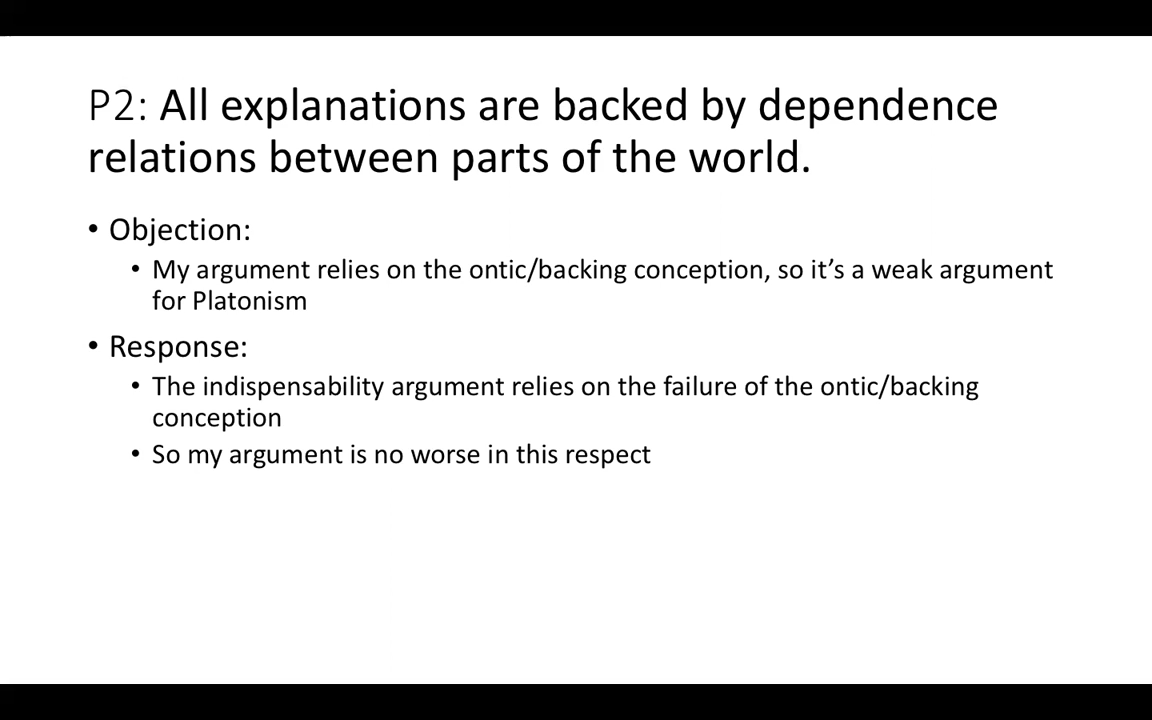 P2: All explanations are backed by dependence
relations between parts of the world.
• Objection:
• My argument relies on the ontic/backing conception, so it’s a weak argument
for Platonism
• Response:
• The indispensability argument relies on the failure of the ontic/backing
conception
• So my argument is no worse in this respect